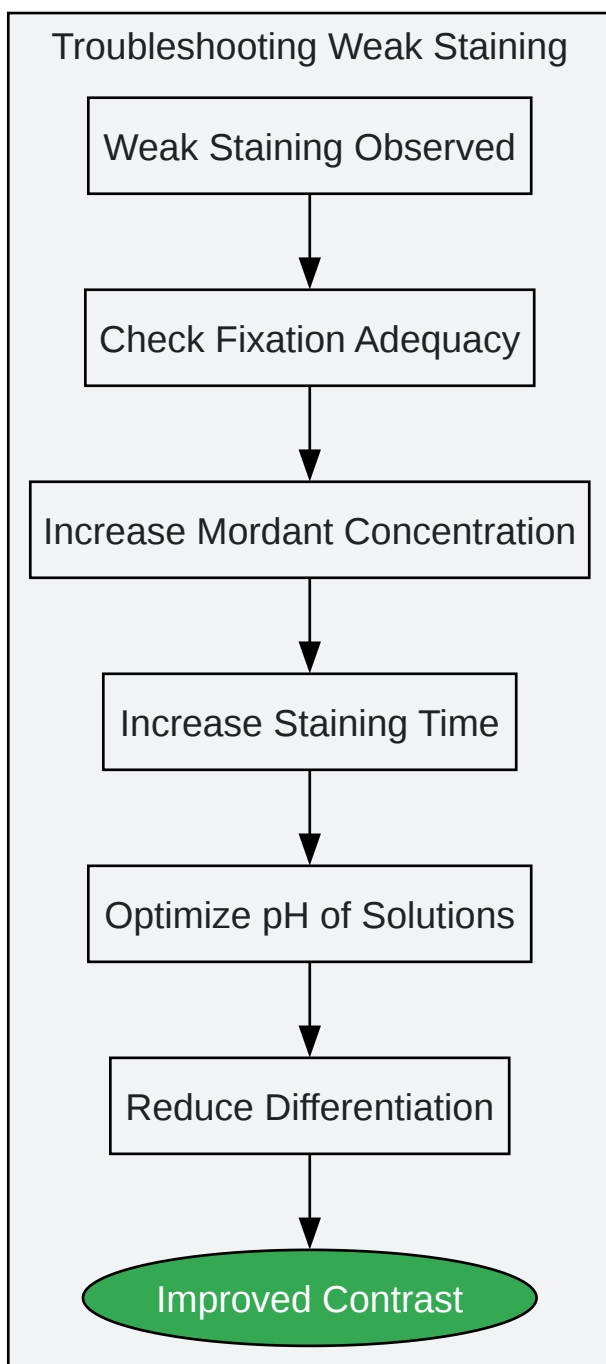 Troubleshooting Weak Staining
Weak Staining Observed
Check Fixation Adequacy
Increase Mordant Concentration
Increase Staining Time
Optimize pH of Solutions
Reduce Differentiation
Improved Contrast